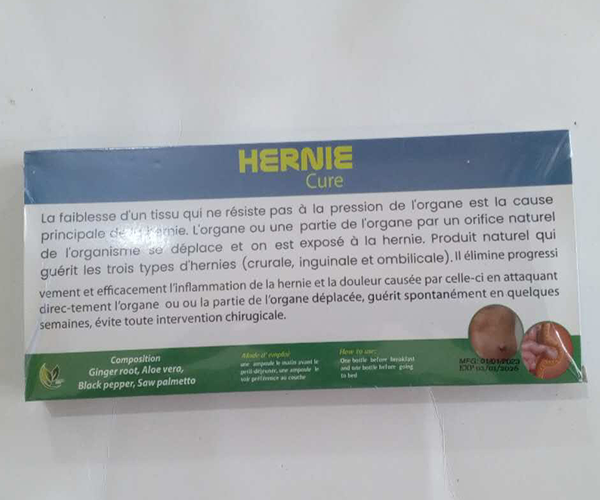 HERNIE
Cure
La faiblesse d'un tissu qui ne résiste pas à la pression de l'organe est la cause
principale de la hernie. L'organe ou une partie de l'organe par un orifice naturel
de l'organisme se déplace et on est exposé à la hernie. Produit naturel qui
guérit les trois types d'hernies (crurale, inguinale et ombilicale). Il élimine progressi
vement et efficacement l'inflammation de la hernie et la douleur causée par celle-ci en attaquant
direc-tement l'organe ou ou la partie de l'organe déplacée, guérit spontanément en quelques
semaines, évite toute intervention chirugicale.
Composition
Ginger root, Aloe vera,
Black pepper, Saw palmetto
Mode d'emploi
une ampoule le matin avant le
petit-déjeuner, une ampoule le
soir préférence au couche
How to use:
One bottle before breakfast
and one bottle before going
to bed
MFG: 01/01/2023
EXP 01/01/2026